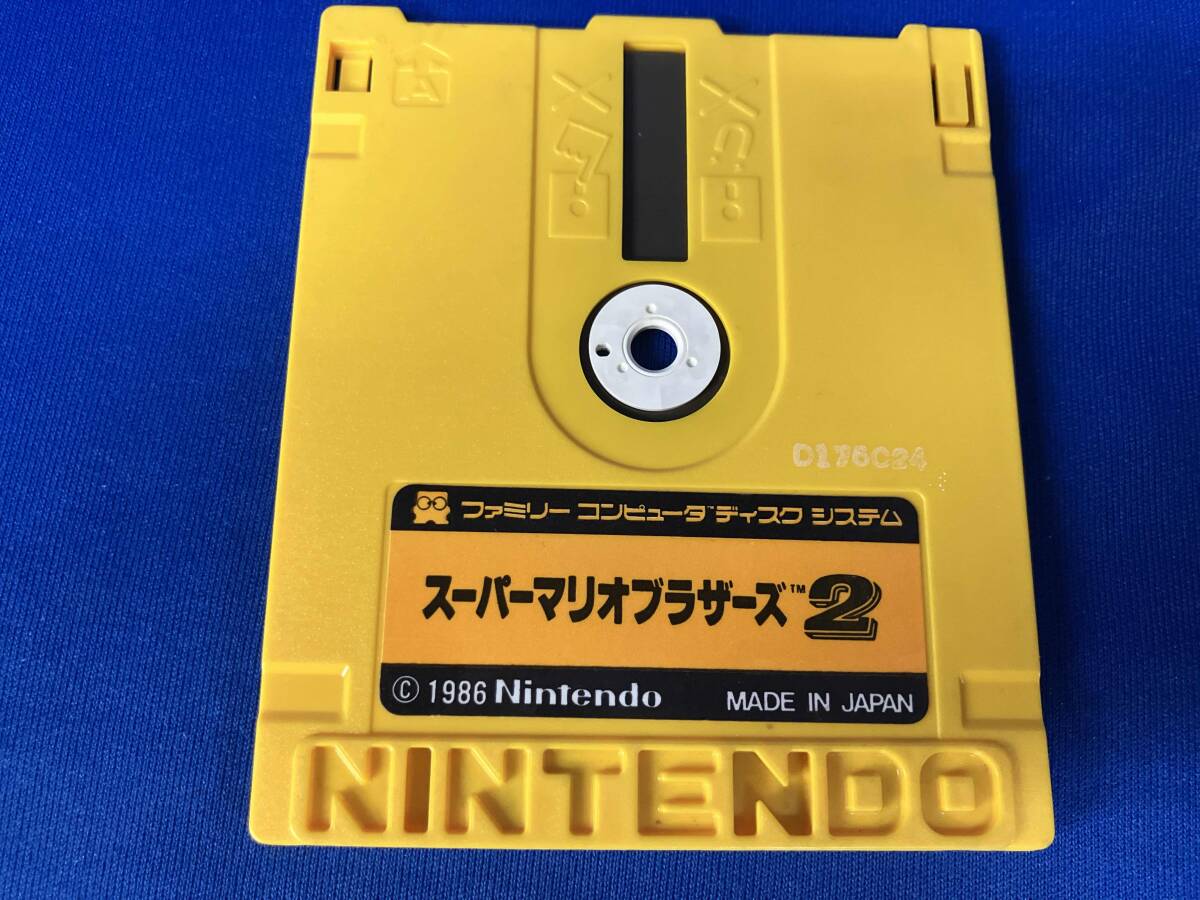 A
D176C24
ファミリー コンピュータ™ ディスク システム
スーパーマリオブラザーズ™2
© 1986 Nintendo MADE IN JAPAN
NINTENDO